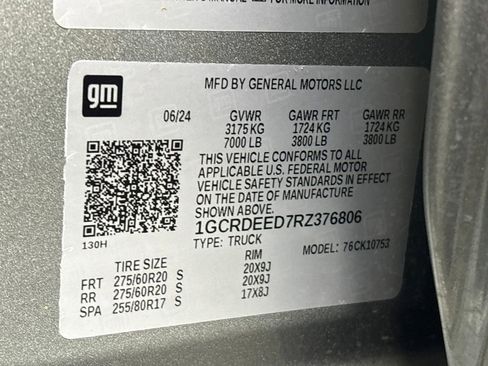 MANUAL
gm
MFD BY GENERAL MOTORS LLC
06/24 GVWR GAWR FRT GAWR RR
3175 KG 1724 KG 1724 KG
7000 LB 3800 LB 3800 LB
THIS VEHICLE CONFORMS TO ALL
APPLICABLE U.S. FEDERAL MOTOR
VEHICLE SAFETY STANDARDS IN EFFECT
ON THE DATE OF MANUFACTURE
SHOWN ABOVE.
1GCRDEED7RZ376806
130H TYPE: TRUCK MODEL: 76CK10753
TIRE SIZE RIM
FRT 275/60R20 S 20X9J
RR 275/60R20 S 20X9J
SPA 255/80R17 S 17X8J